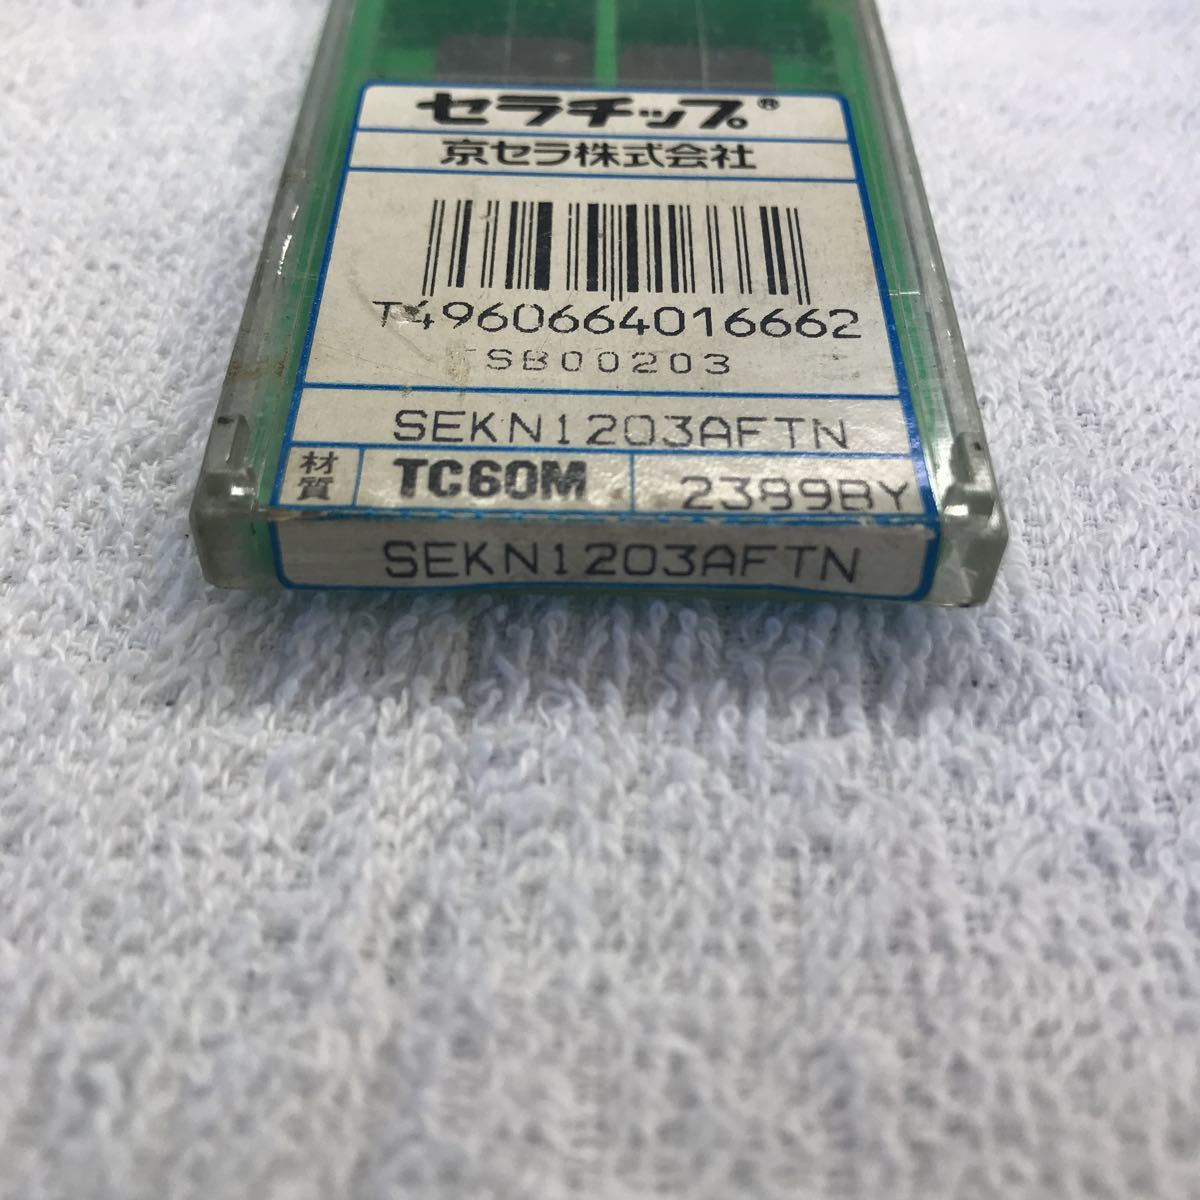 セラチップ®
京セラ株式会社
T4960664016662
TSB00203
SEKN1203AFTN
材質 TC60M 2389BY
SEKN1203AFTN